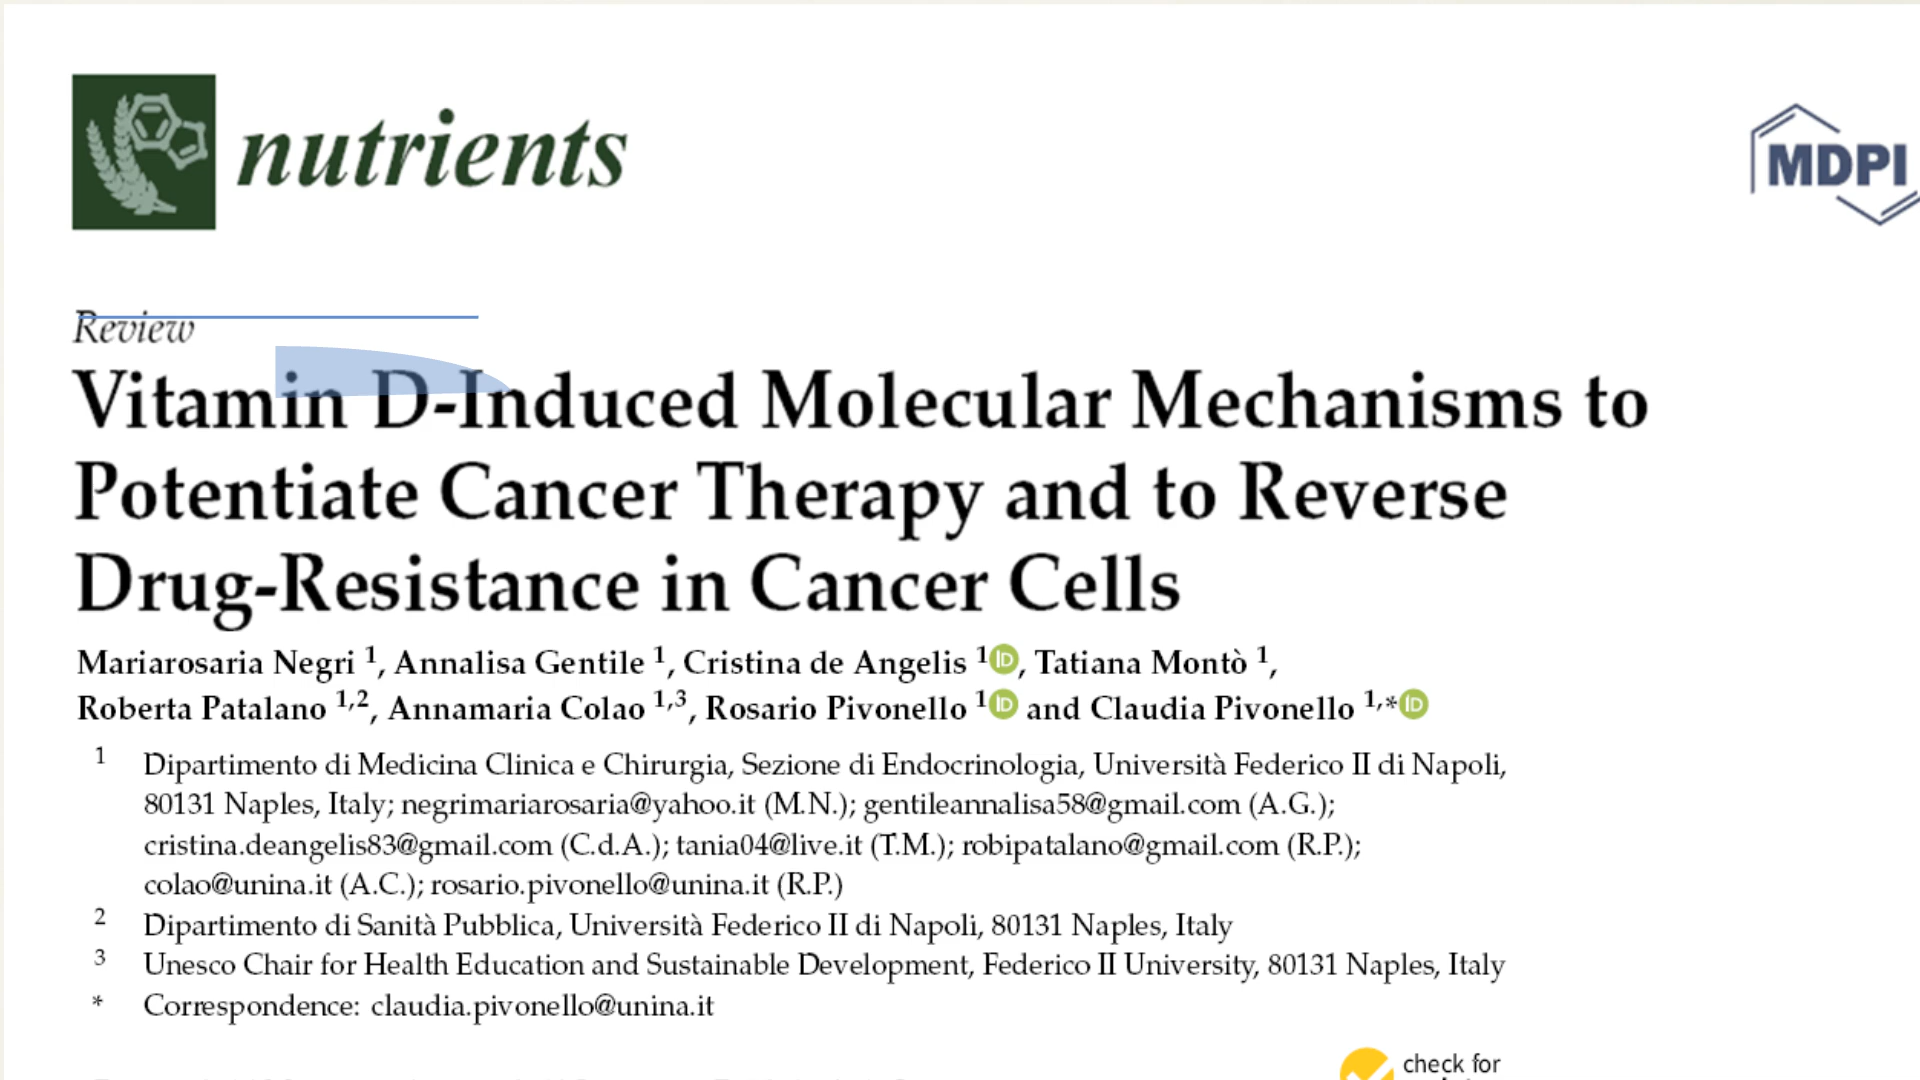 nutrients
MDPI
Review
Vitamin D-Induced Molecular Mechanisms to
Potentiate Cancer Therapy and to Reverse
Drug-Resistance in Cancer Cells
Mariarosaria Negri 1, Annalisa Gentile 1, Cristina de Angelis 1 iD, Tatiana Montò 1,
Roberta Patalano 1,2, Annamaria Colao 1,3, Rosario Pivonello 1 iD and Claudia Pivonello 1,* iD
1 Dipartimento di Medicina Clinica e Chirurgia, Sezione di Endocrinologia, Università Federico II di Napoli,
80131 Naples, Italy; negrimariarosaria@yahoo.it (M.N.); gentileannalisa58@gmail.com (A.G.);
cristina.deangelis83@gmail.com (C.d.A.); tania04@live.it (T.M.); robipatalano@gmail.com (R.P.);
colao@unina.it (A.C.); rosario.pivonello@unina.it (R.P.)
2 Dipartimento di Sanità Pubblica, Università Federico II di Napoli, 80131 Naples, Italy
3 Unesco Chair for Health Education and Sustainable Development, Federico II University, 80131 Naples, Italy
* Correspondence: claudia.pivonello@unina.it
check for